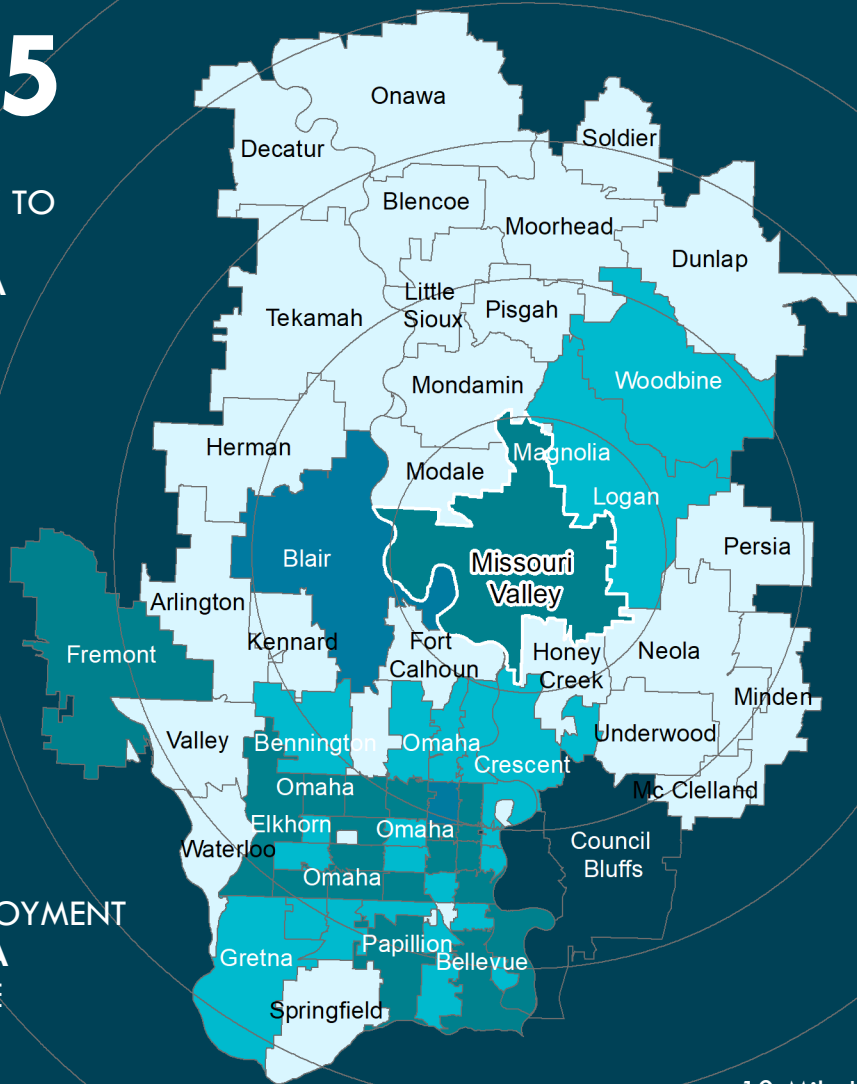 5
TO
A
Onawa
Soldier
Decatur
Blencoe
Moorhead
Dunlap
Little
Sioux
Pisgah
Tekamah
Woodbine
Mondamin
Herman
Magnolia
Modale
Logan
Persia
Blair
Missouri
Valley
Arlington
Kennard
Fort
Calhoun
Honey
Creek
Neola
Fremont
Minden
Valley
Bennington
Omaha
Underwood
Crescent
Omaha
Mc Clelland
Elkhorn
Omaha
Waterloo
Council
Bluffs
Omaha
OYMENT
A
Papillion
Gretna
Bellevue
Springfield